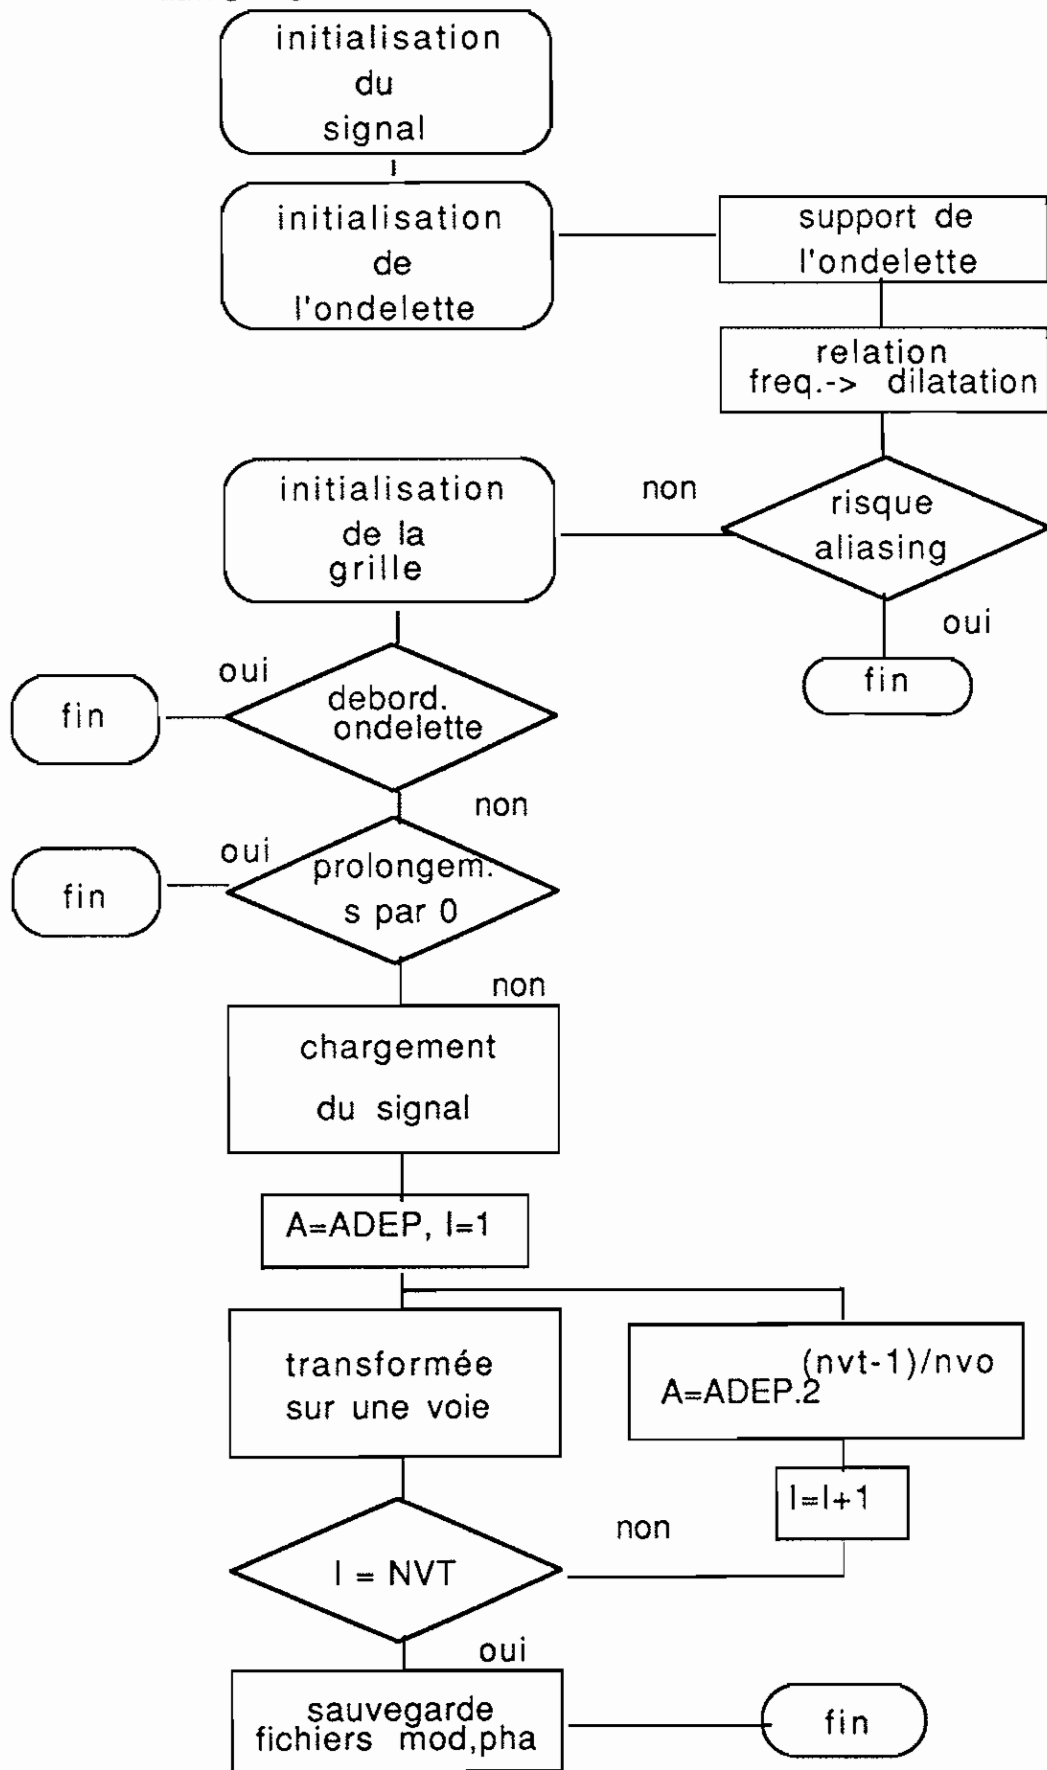 initialisation
du
signal
initialisation
de
l'ondelette
support de
l'ondelette
relation
freq.-> dilatation
risque
aliasing
non
oui
fin
initialisation
de la
grille
debord.
ondelette
oui
fin
non
prolongem.
s par 0
oui
fin
non
chargement
du signal
A=ADEP, I=1
transformée
sur une voie
(nvt-1)/nvo
A=ADEP.2
I=I+1
non
I = NVT
oui
sauvegarde
fichiers mod,pha
fin